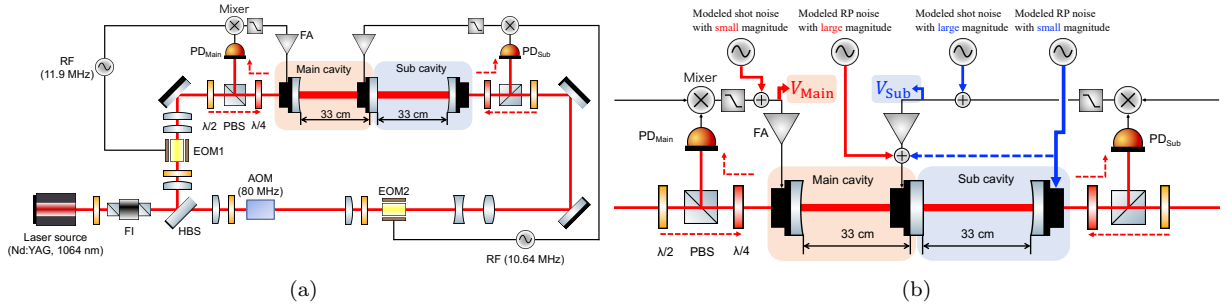 Mixer
FA
PD_Main
PD_Sub
RF
(11.9 MHz)
Main cavity
Sub cavity
33 cm
33 cm
λ/2
PBS
λ/4
EOM1
AOM
(80 MHz)
EOM2
Laser source
(Nd:YAG, 1064 nm)
FI
HBS
RF (10.64 MHz)
(a)
Modeled shot noise
with small magnitude
Modeled RP noise
with large magnitude
Modeled shot noise
with large magnitude
Modeled RP noise
with small magnitude
Mixer
V_Main
V_Sub
FA
PD_Main
PD_Sub
Main cavity
Sub cavity
33 cm
33 cm
λ/2
PBS
λ/4
(b)